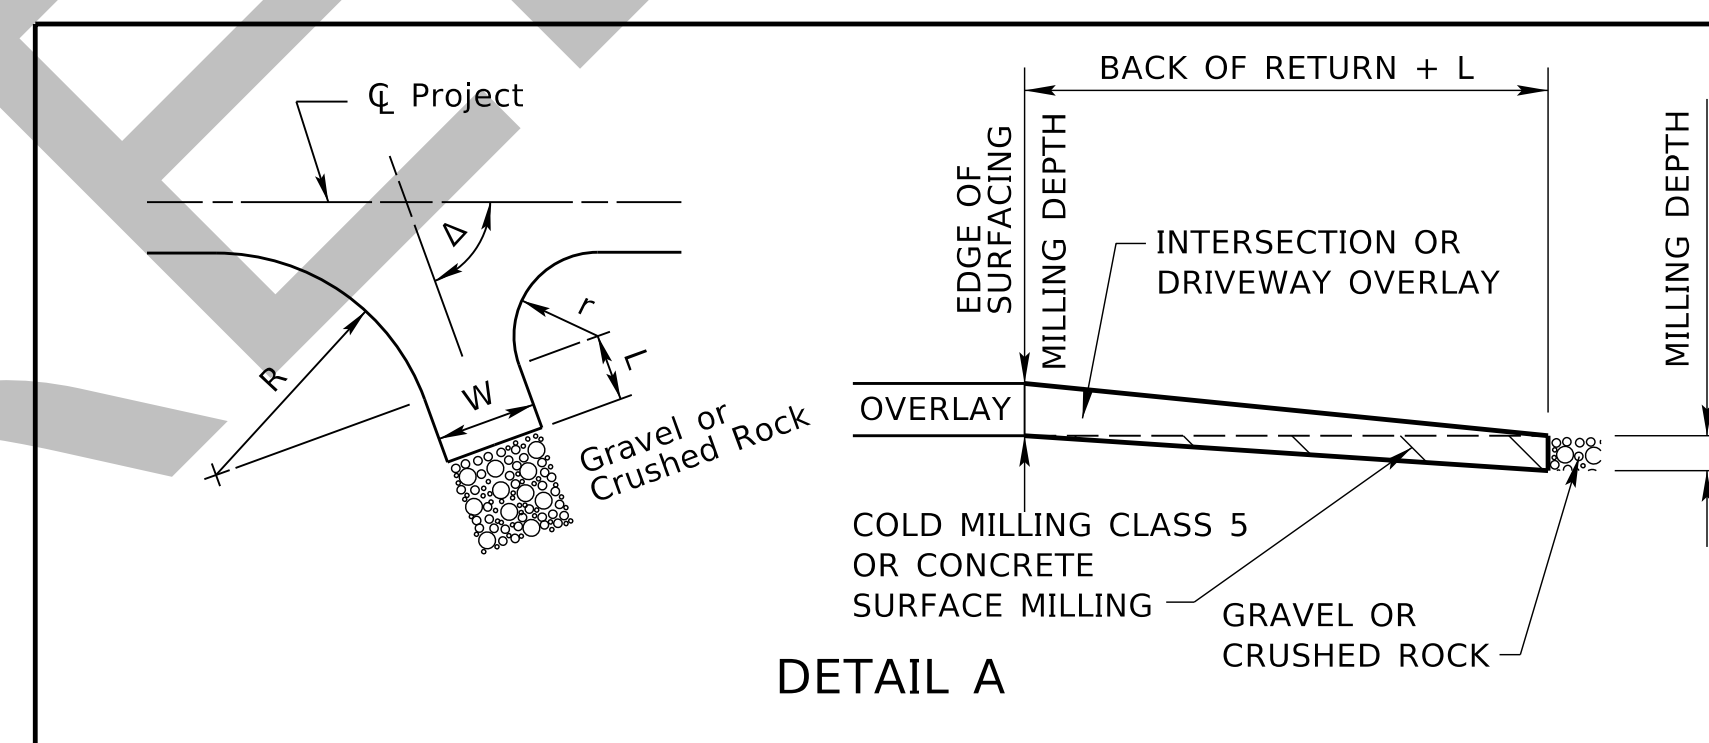 ℄ Project
Δ
R
r
L
W
Gravel or
Crushed Rock
BACK OF RETURN + L
EDGE OF
SURFACING
MILLING DEPTH
MILLING DEPTH
INTERSECTION OR
DRIVEWAY OVERLAY
OVERLAY
COLD MILLING CLASS 5
OR CONCRETE
SURFACE MILLING
GRAVEL OR
CRUSHED ROCK
DETAIL A